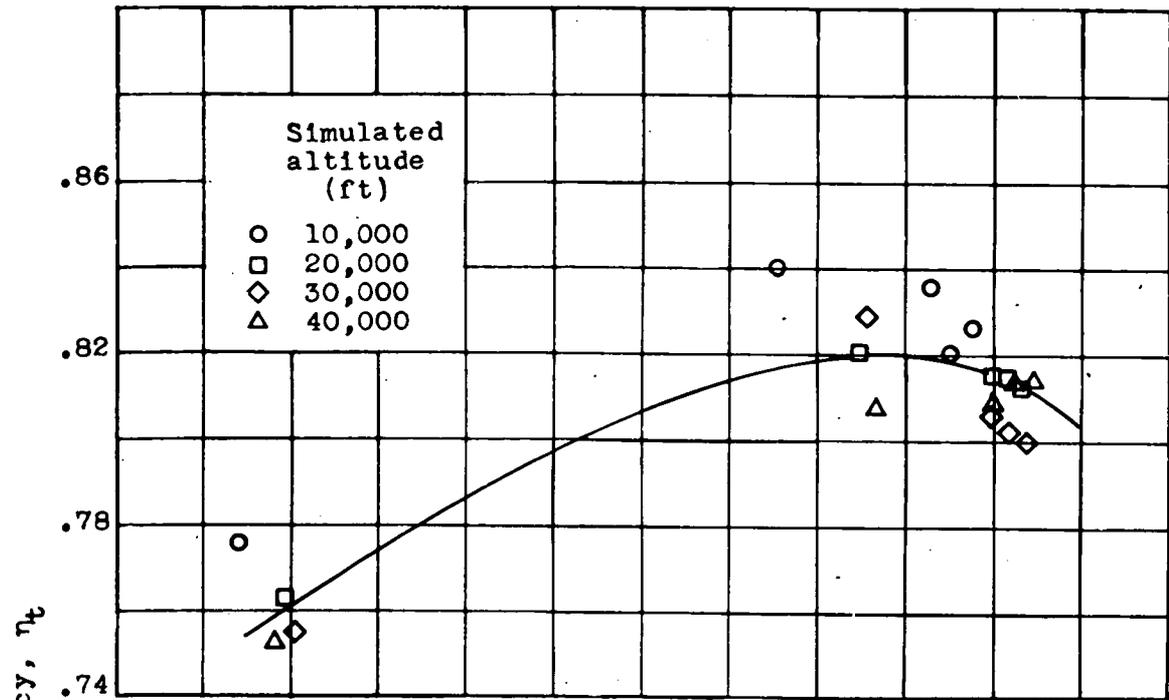 Simulated
altitude
(ft)
10,000
20,000
30,000
40,000
.86
.82
.78
.74
cy, ηt